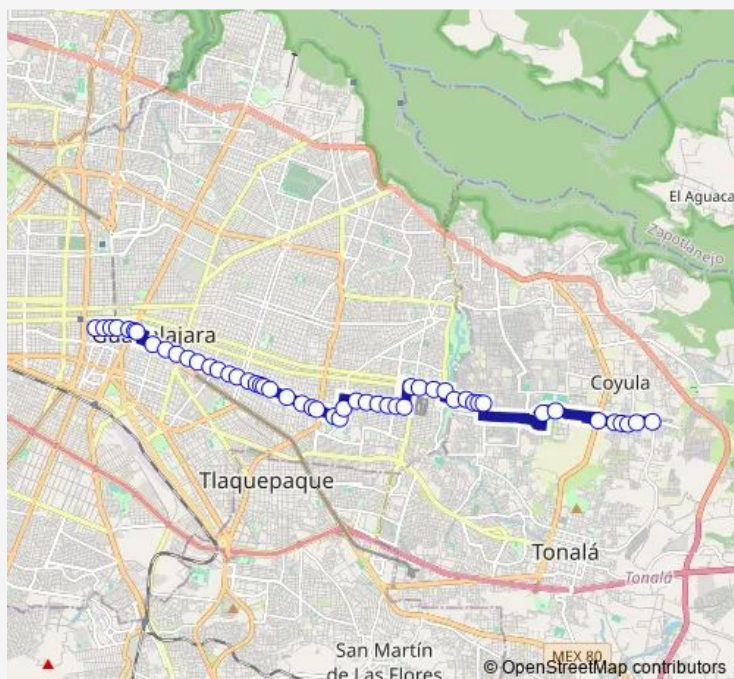 El Aguaca
Zapotlanejo
Guadalajara
Coyula
Tlaquepaque
Tonalá
Tonalá
San Martín
de Las Flores
MEX 80
© OpenStreetMap contributors